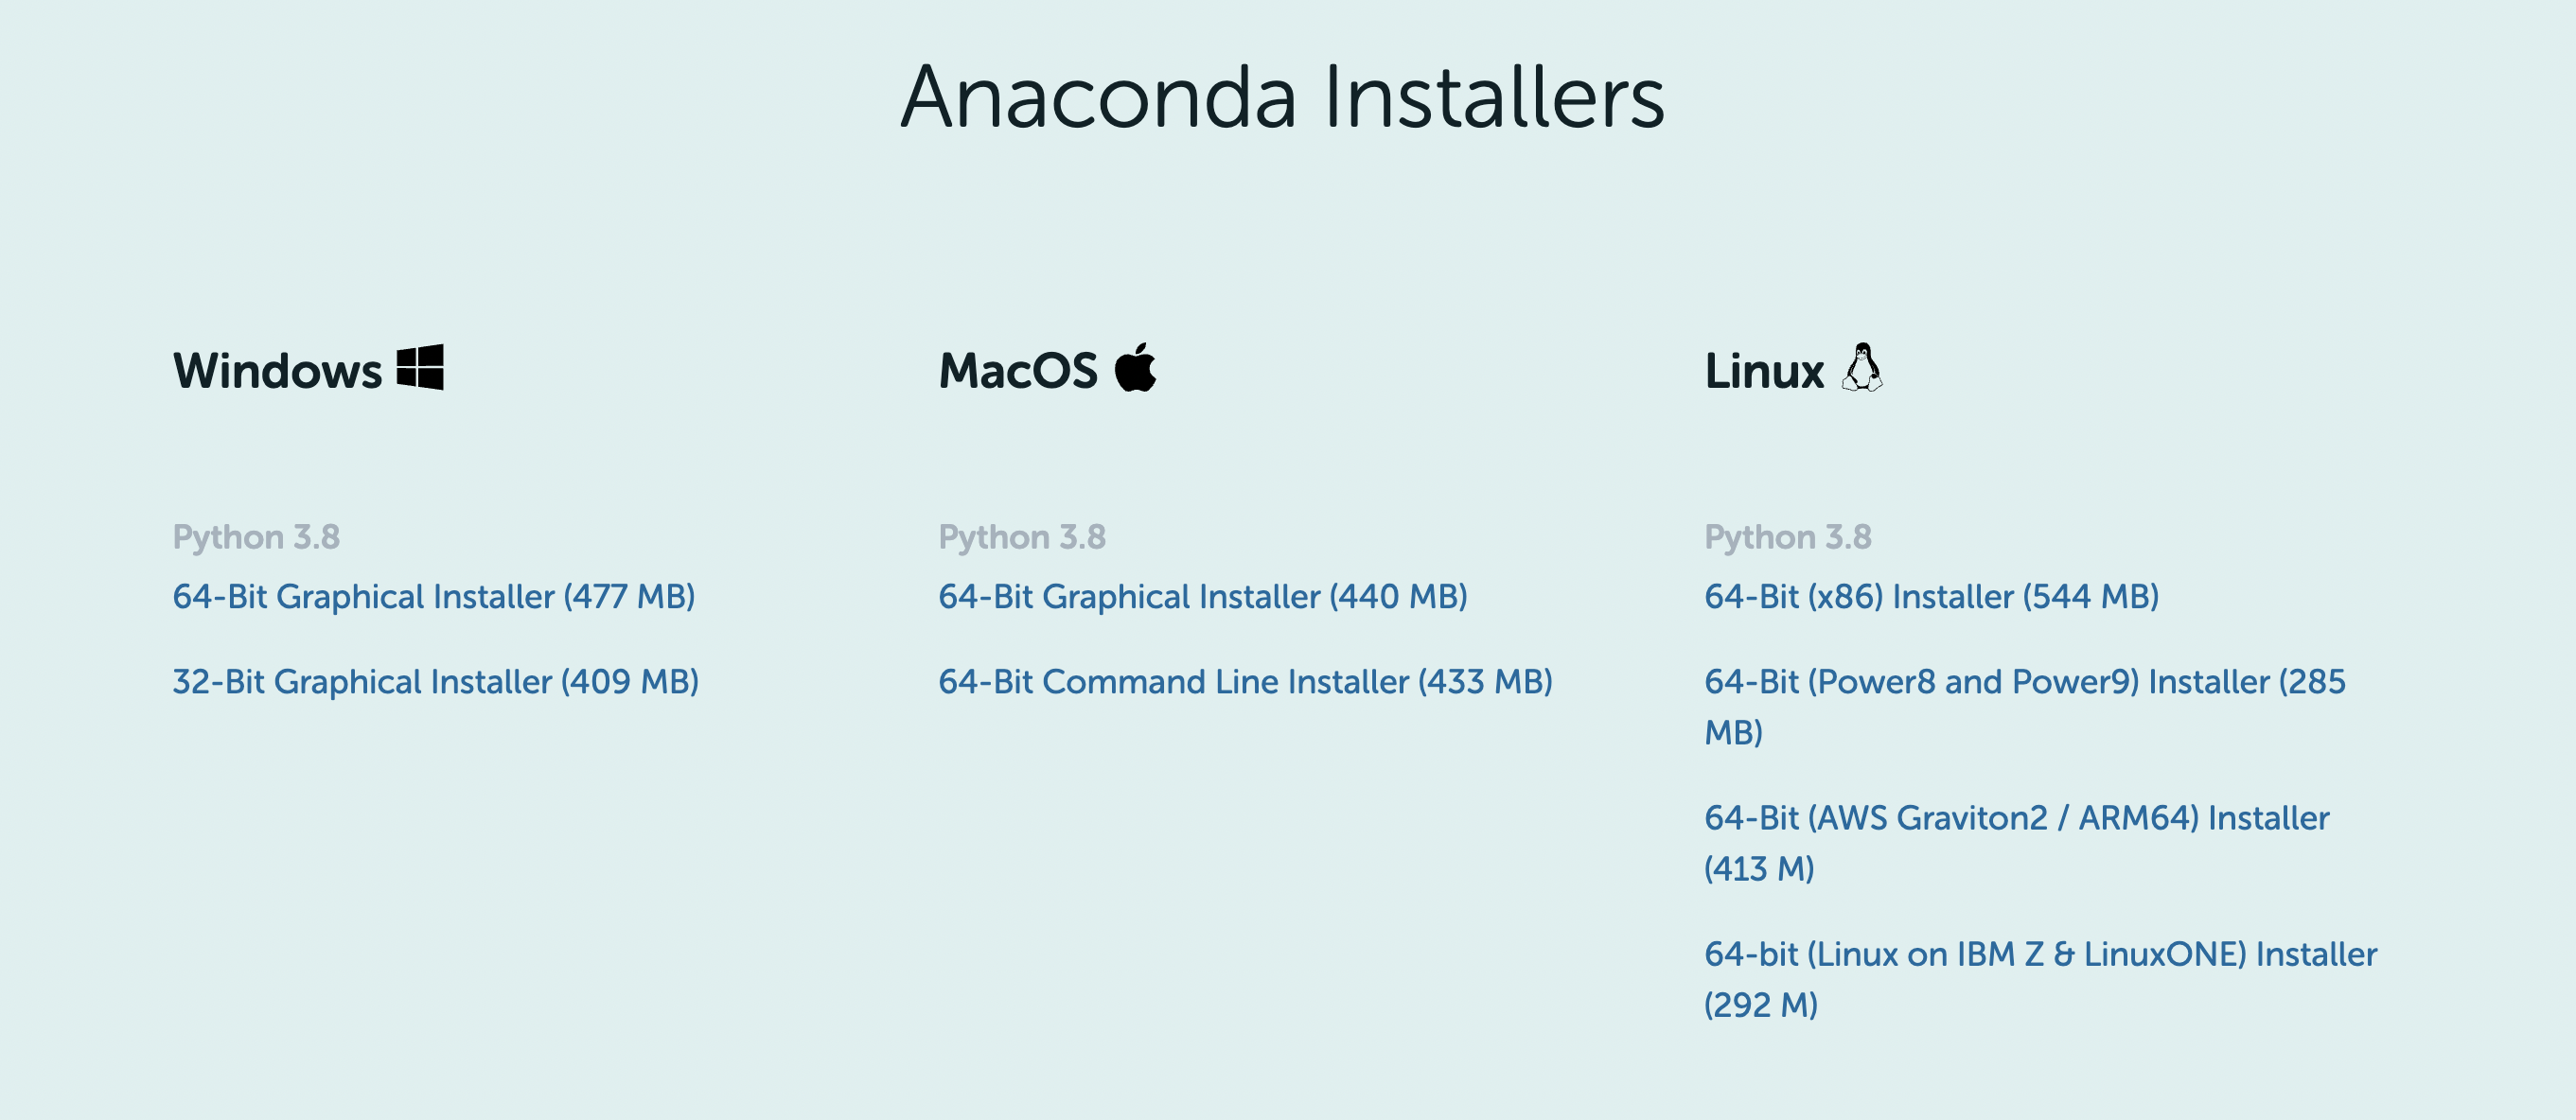 Anaconda Installers
Windows
Python 3.8
64-Bit Graphical Installer (477 MB)
32-Bit Graphical Installer (409 MB)
MacOS
Python 3.8
64-Bit Graphical Installer (440 MB)
64-Bit Command Line Installer (433 MB)
Linux
Python 3.8
64-Bit (x86) Installer (544 MB)
64-Bit (Power8 and Power9) Installer (285
MB)
64-Bit (AWS Graviton2 / ARM64) Installer
(413 M)
64-bit (Linux on IBM Z & LinuxONE) Installer
(292 M)